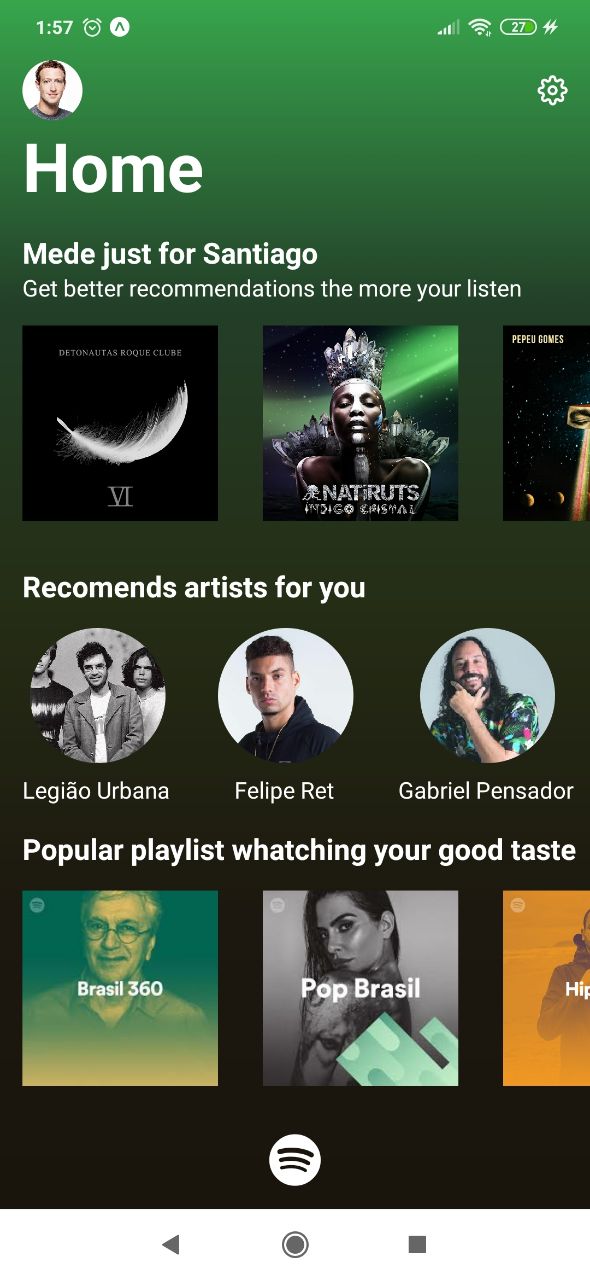 1:57
27
Home
Mede just for Santiago
Get better recommendations the more your listen
DETONAUTAS ROQUE CLUBE
VI
NATIRUTS
INDIGO CRISTAL
PEPEU GOMES
Recomends artists for you
Legião Urbana
Felipe Ret
Gabriel Pensador
Popular playlist whatching your good taste
Brasil 360
Pop Brasil
Hip